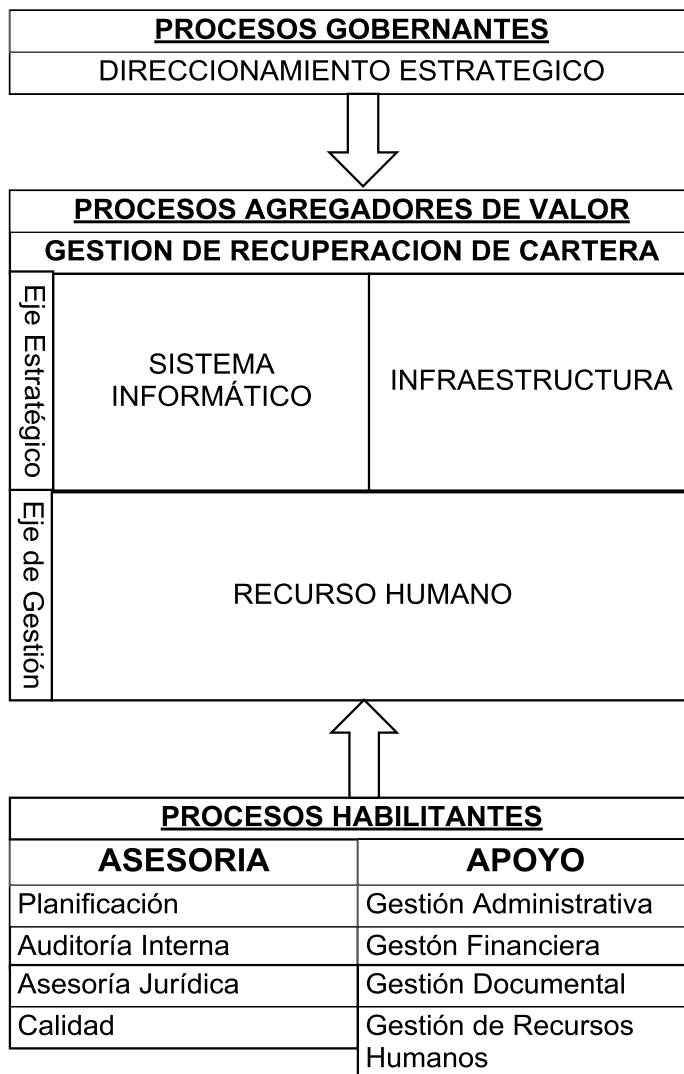 PROCESOS GOBERNANTES
DIRECCIONAMIENTO ESTRATEGICO
PROCESOS AGREGADORES DE VALOR
GESTION DE RECUPERACION DE CARTERA
Eje Estratégico
SISTEMA
INFORMÁTICO
INFRAESTRUCTURA
Eje de Gestión
RECURSO HUMANO
PROCESOS HABILITANTES
ASESORIA
APOYO
Planificación
Gestión Administrativa
Auditoría Interna
Gestón Financiera
Asesoría Jurídica
Gestión Documental
Calidad
Gestión de Recursos
Humanos